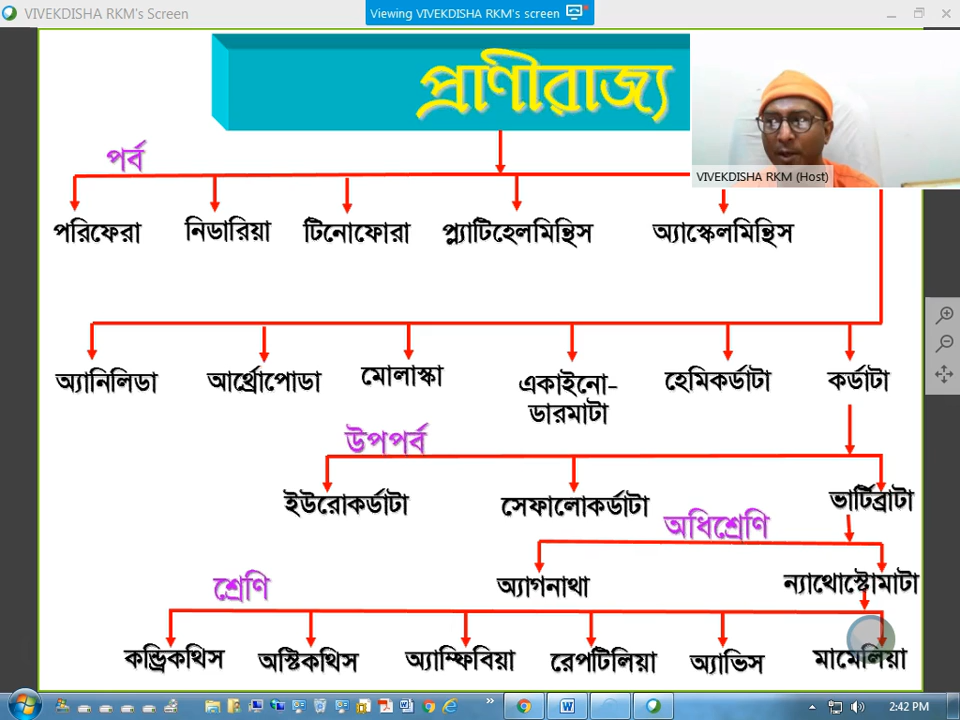 VIVEKDISHA RKM's Screen
Viewing VIVEKDISHA RKM's screen
প্রাণীরাজ্য
VIVEKDISHA RKM (Host)
পর্ব
পরিফেরা নিডারিয়া টিনোফোরা প্ল্যাটিহেলমিন্থিস অ্যাস্কেলমিন্থিস
অ্যানিলিডা আর্থ্রোপোডা মোলাস্কা একাইনো- হেমিকর্ডাটা কর্ডাটা
ডারমাটা
উপপর্ব
ইউরোকর্ডাটা সেফালোকর্ডাটা ভার্টিব্রাটা
অধিশ্রেণি
অ্যাগনাথা ন্যাথোস্টোমাটা
শ্রেণি
কন্ড্রিকথিস অস্টিকথিস অ্যাম্ফিবিয়া রেপটিলিয়া অ্যাভিস মামেলিয়া
2:42 PM